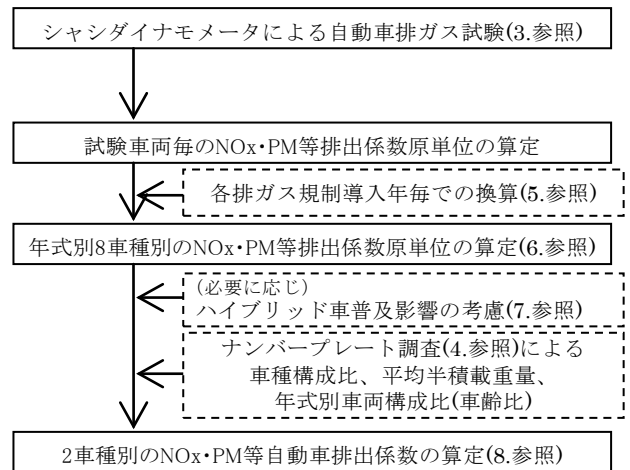 シャシダイナモメータによる自動車排ガス試験(3.参照)
試験車両毎のNOx・PM等排出係数原単位の算定
各排ガス規制導入年毎での換算(5.参照)
年式別8車種別のNOx・PM等排出係数原単位の算定(6.参照)
(必要に応じ)
ハイブリッド車普及影響の考慮(7.参照)
ナンバープレート調査(4.参照)による
車種構成比、平均半積載重量、
年式別車両構成比(車齢比)
2車種別のNOx・PM等自動車排出係数の算定(8.参照)